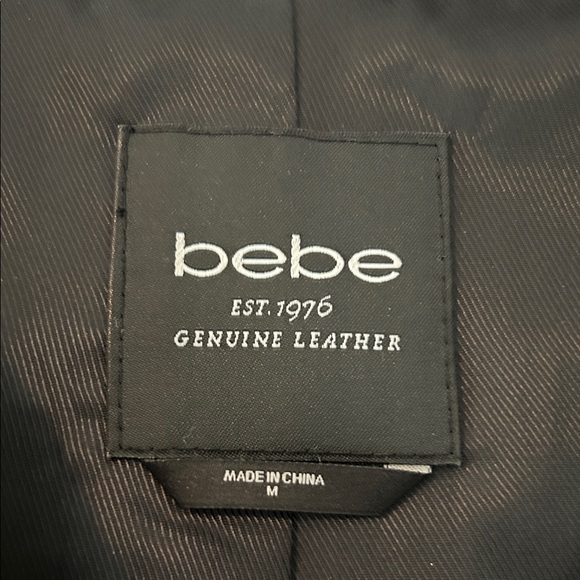 bebe
EST. 1976
GENUINE LEATHER
MADE IN CHINA
M